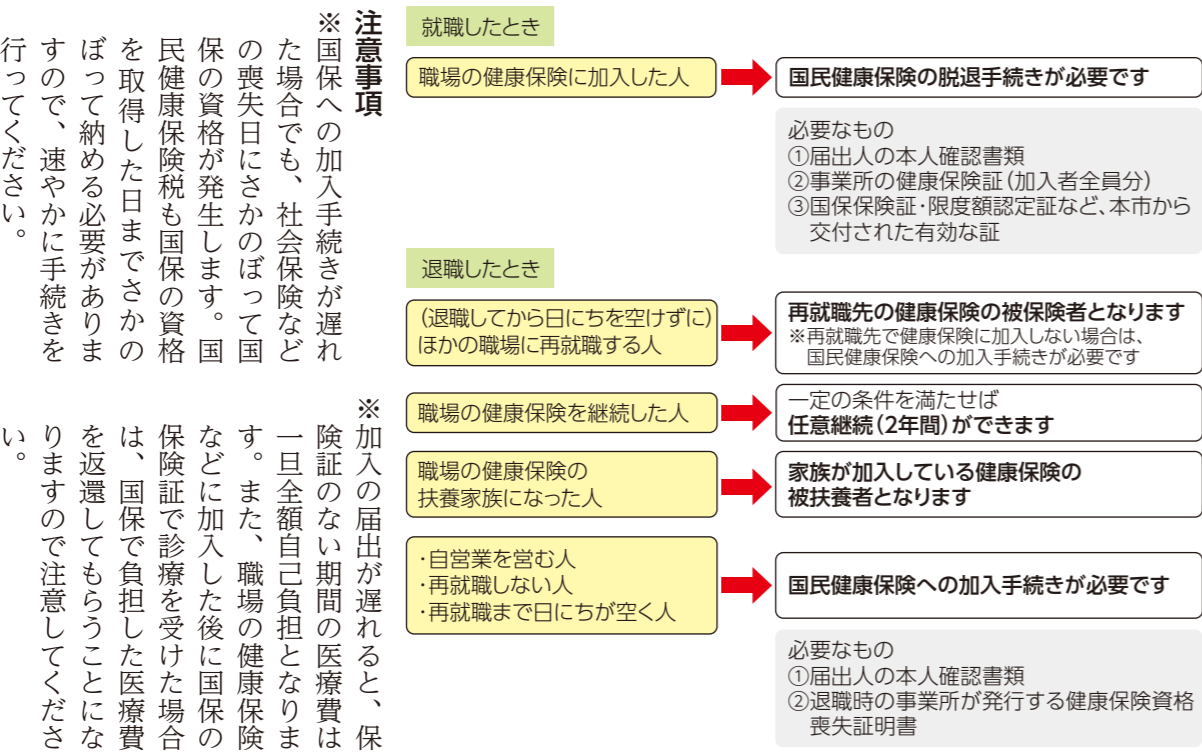 注意事項
※国保への加入手続きが遅れ
た場合でも、社会保険など
の喪失日にさかのぼって国
保の資格が発生します。国
民健康保険税も国保の資格
を取得した日までさかの
ぼって納める必要がありま
すので、速やかに手続きを
行ってください。
※加入の届出が遅れると、保
険証のない期間の医療費は
一旦全額自己負担となりま
す。また、職場の健康保険
などに加入した後に国保の
保険証で診療を受けた場合
は、国保で負担した医療費
を返還してもらうことにな
りますので注意してくださ
い。
就職したとき
職場の健康保険に加入した人
国民健康保険の脱退手続きが必要です
必要なもの
①届出人の本人確認書類
②事業所の健康保険証(加入者全員分)
③国保保険証・限度額認定証など、本市から
交付された有効な証
退職したとき
(退職してから日にちを空けずに)
ほかの職場に再就職する人
再就職先の健康保険の被保険者となります
※再就職先で健康保険に加入しない場合は、
国民健康保険への加入手続きが必要です
職場の健康保険を継続した人
一定の条件を満たせば
任意継続(2年間)ができます
職場の健康保険の
扶養家族になった人
家族が加入している健康保険の
被扶養者となります
・自営業を営む人
・再就職しない人
・再就職まで日にちが空く人
国民健康保険への加入手続きが必要です
必要なもの
①届出人の本人確認書類
②退職時の事業所が発行する健康保険資格
喪失証明書